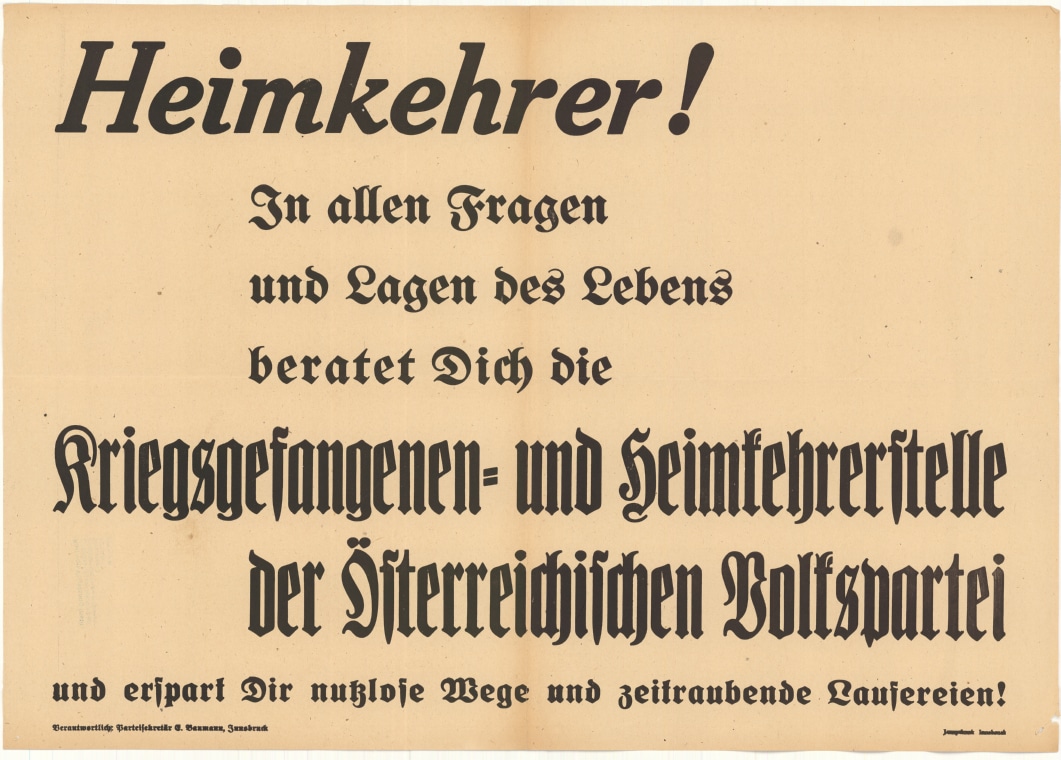 Heimkehrer!
In allen Fragen
und Lagen des Lebens
beratet Dich die
Kriegsgefangenen- und Heimkehrerstelle
der Österreichischen Volkspartei
und erspart Dir nutzlose Wege und zeitraubende Laufereien!
Verantwortlich: Parteisekretär E. Baumann, Innsbruck
Innsbruck